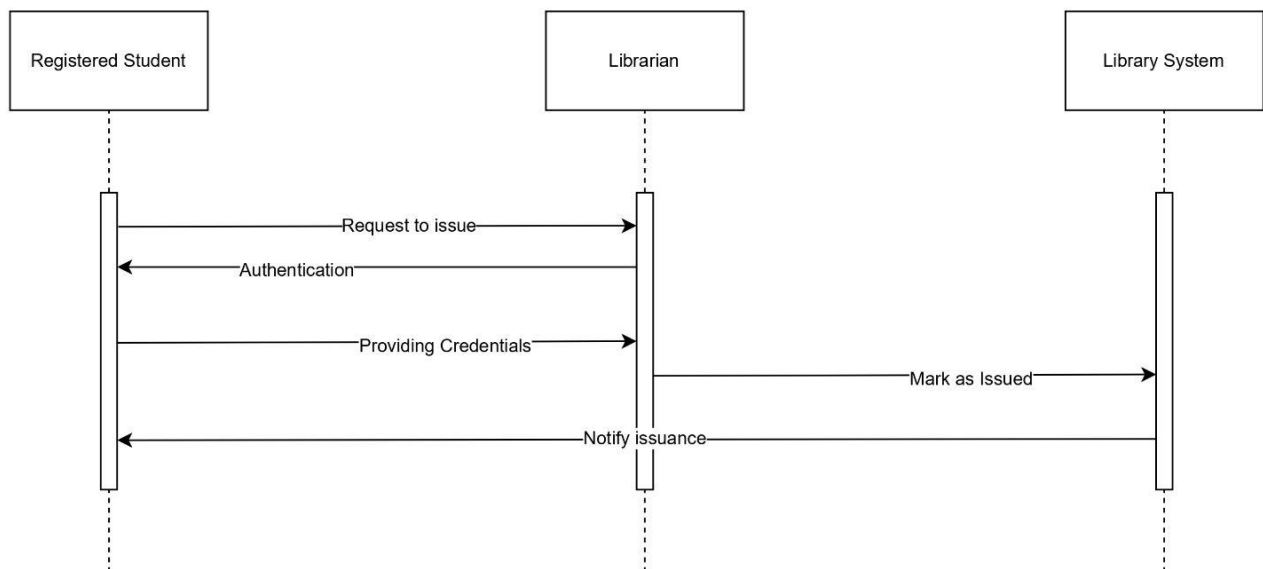 Registered Student
Librarian
Library System
Request to issue
Authentication
Providing Credentials
Mark as Issued
Notify issuance